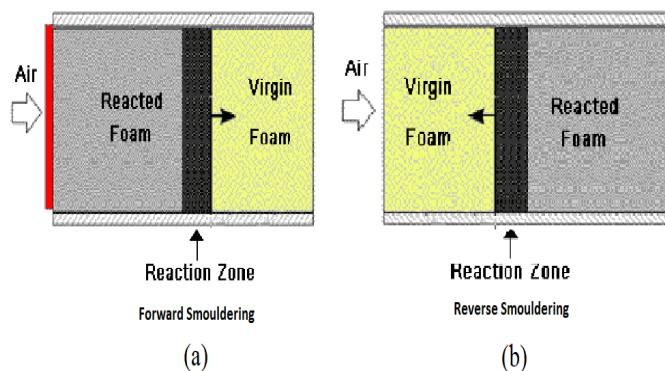 Air
Reacted
Foam
Virgin
Foam
Reaction Zone
Forward Smouldering
(a)
Air
Virgin
Foam
Reacted
Foam
Reaction Zone
Reverse Smouldering
(b)